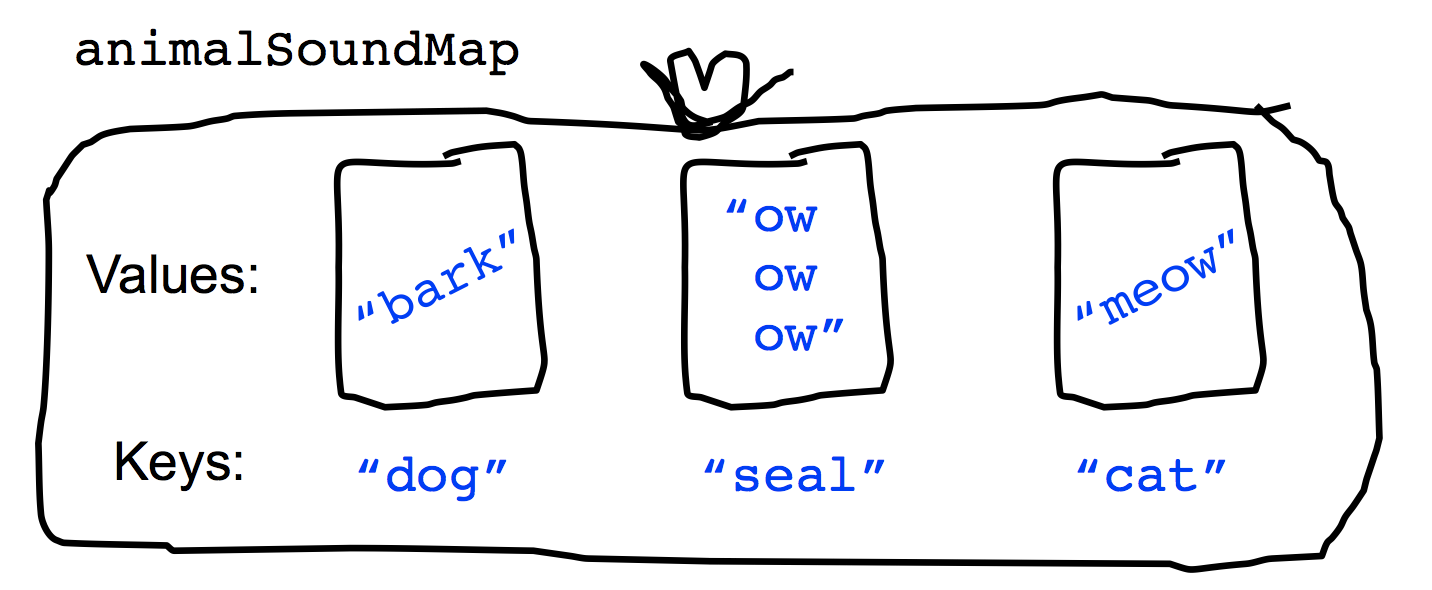 animalSoundMap
Values:
“bark”
“ow
ow
ow”
“meow”
Keys:
“dog”
“seal”
“cat”